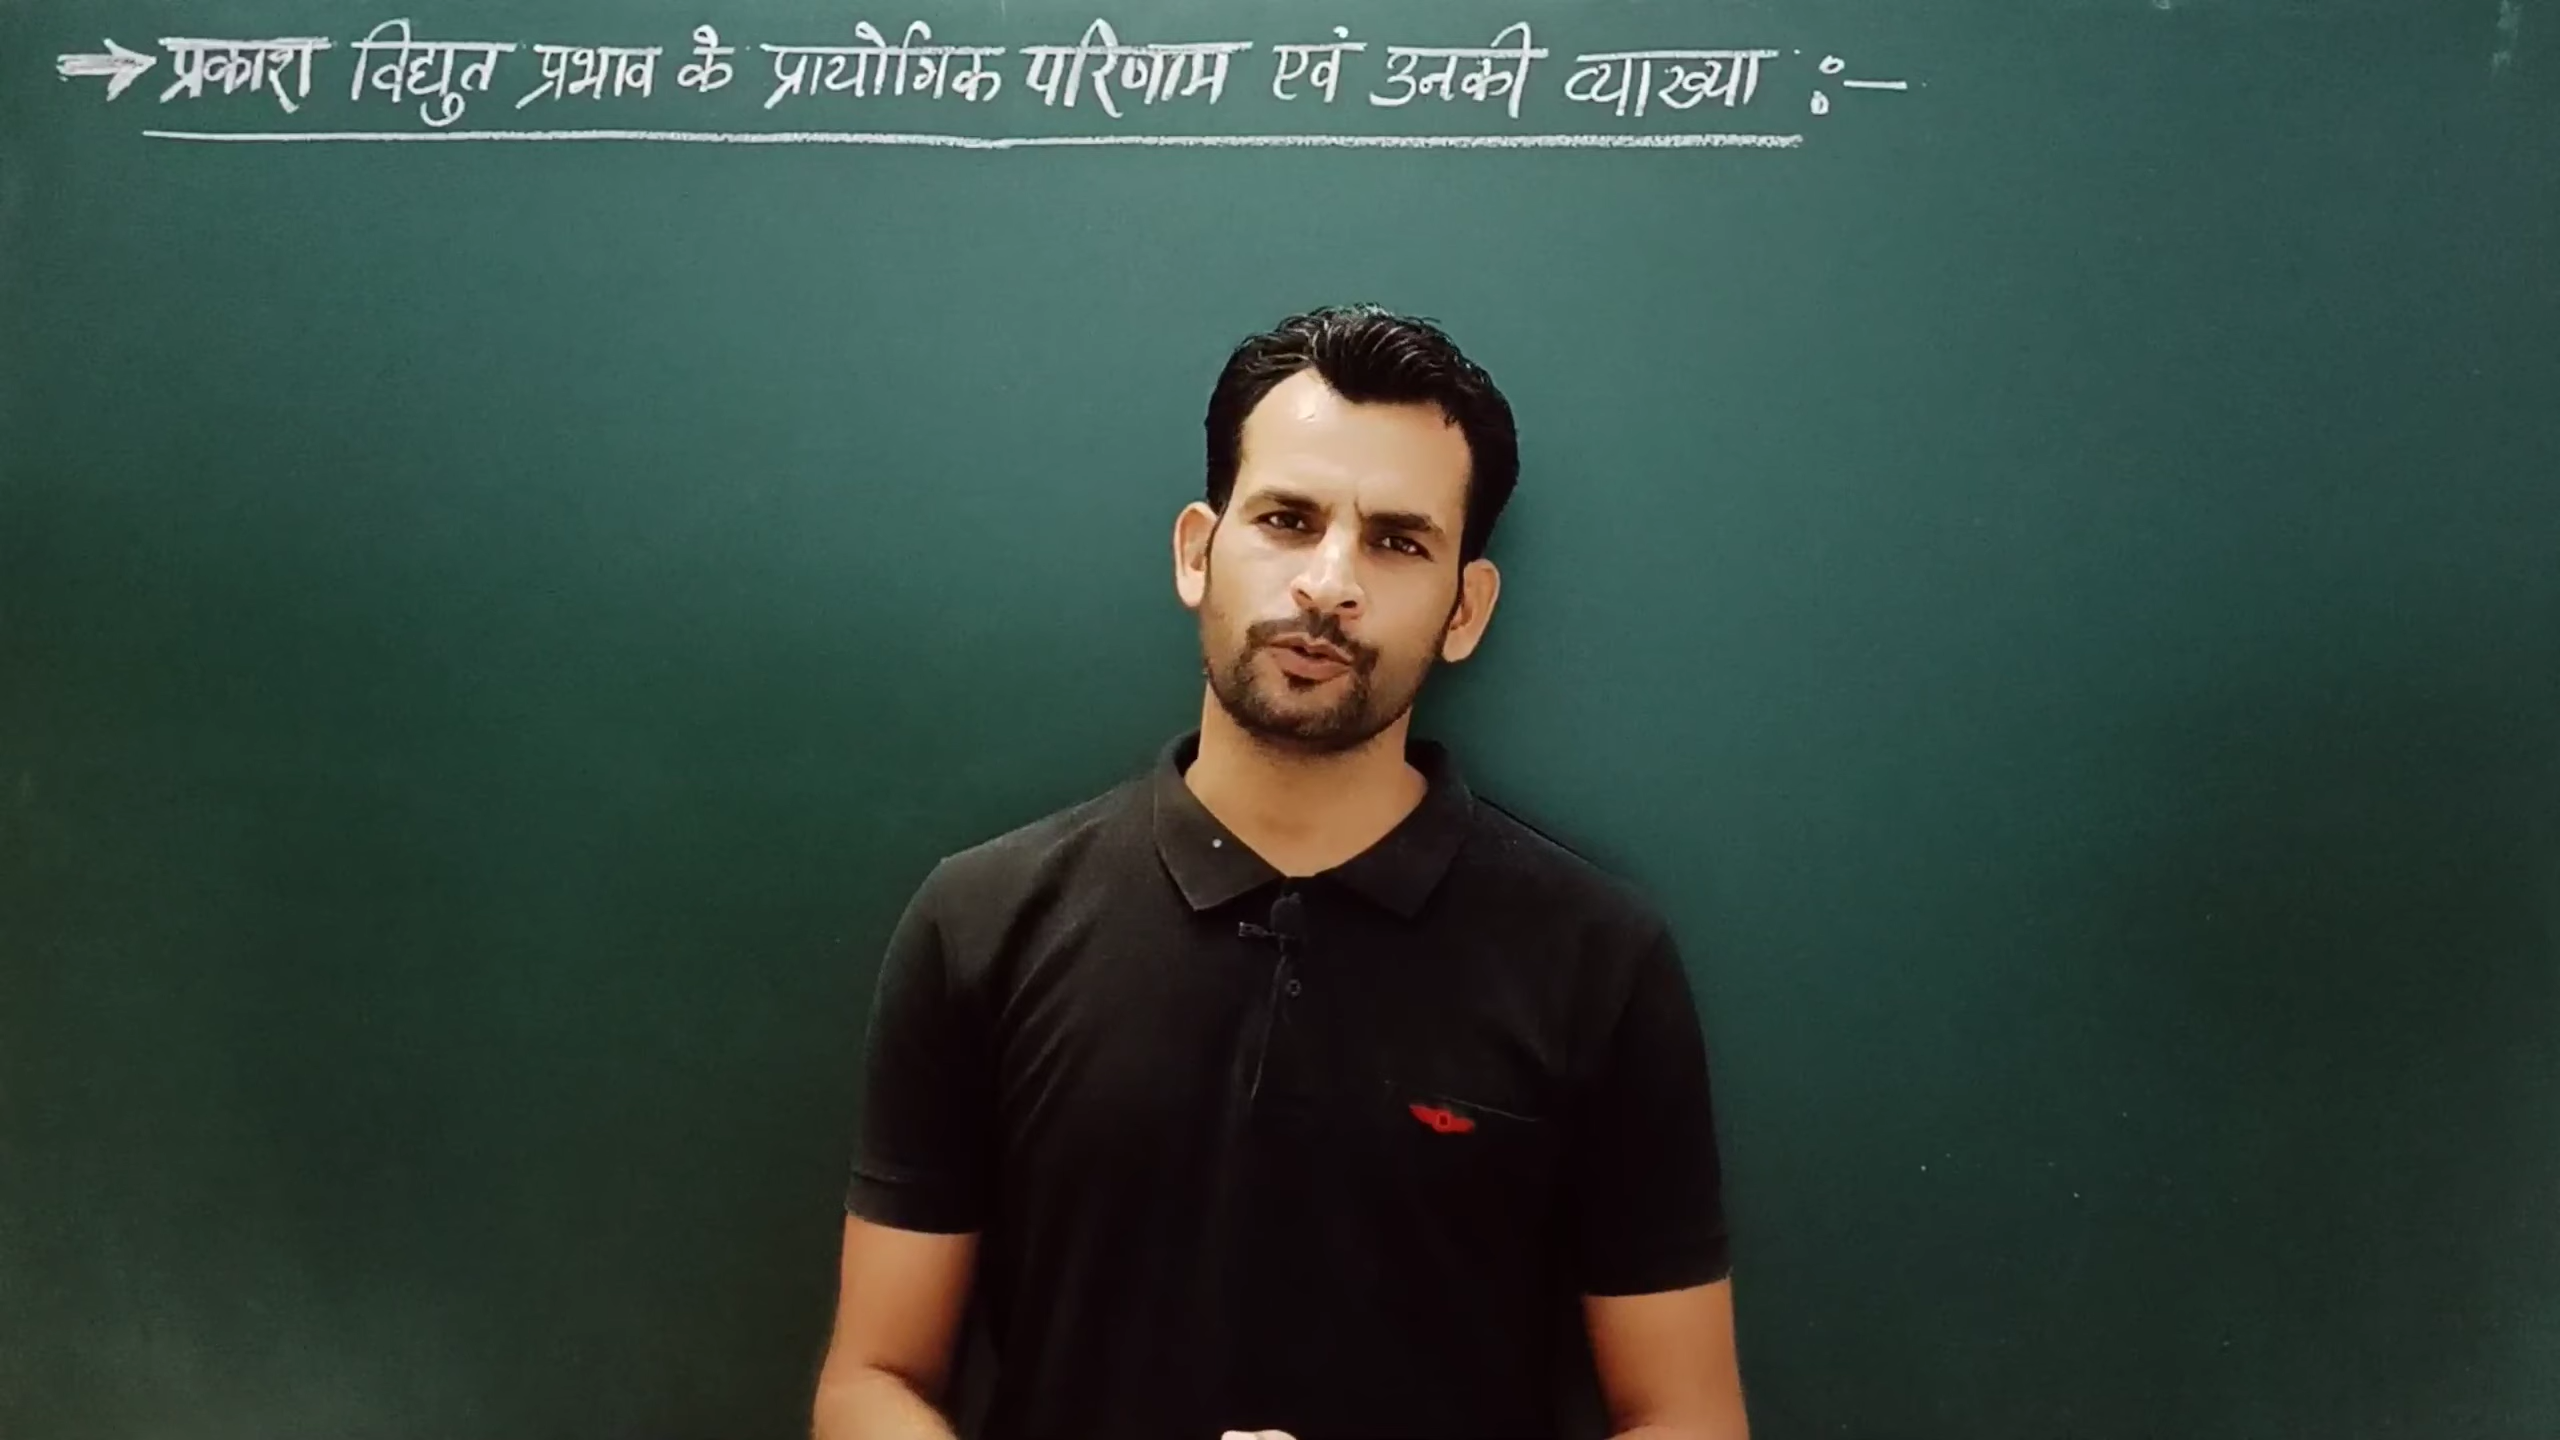 → प्रकाश विद्युत प्रभाव के प्रायोगिक परिणाम एवं उनकी व्याख्या :—